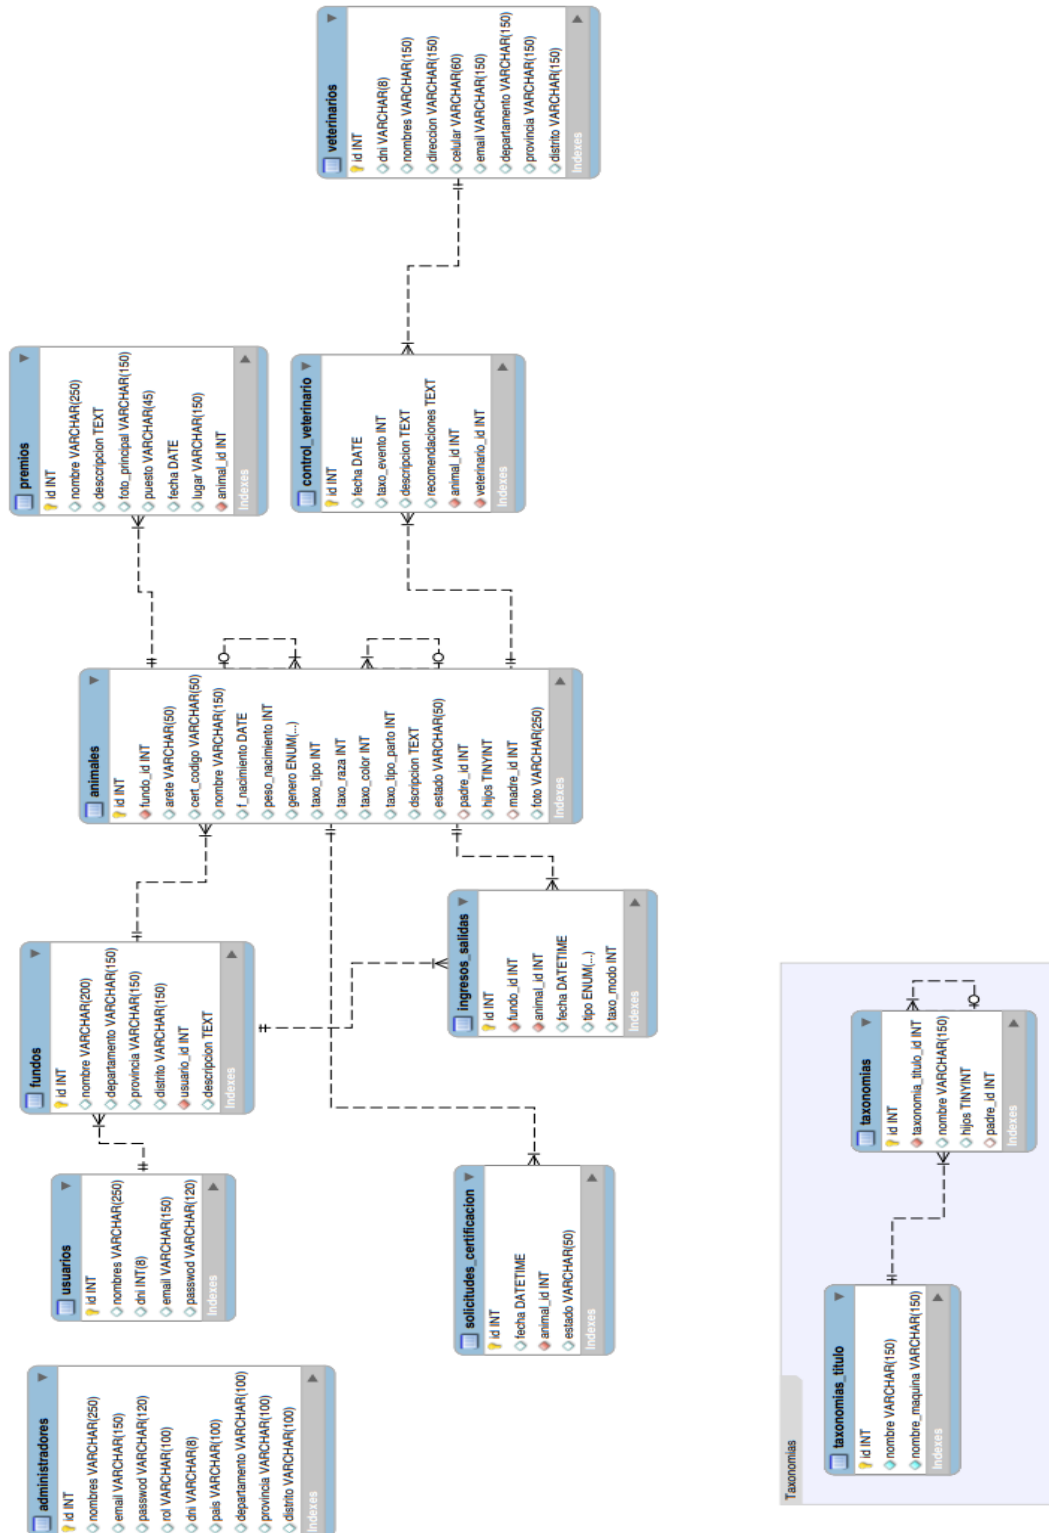 administradores
id INT
nombres VARCHAR(250)
email VARCHAR(150)
passwod VARCHAR(120)
rol VARCHAR(100)
dni VARCHAR(8)
pais VARCHAR(100)
departamento VARCHAR(100)
provincia VARCHAR(100)
distrito VARCHAR(100)
Indexes
usuarios
id INT
nombres VARCHAR(250)
dni INT(8)
email VARCHAR(150)
passwod VARCHAR(120)
Indexes
fundos
id INT
nombre VARCHAR(200)
departamento VARCHAR(150)
provincia VARCHAR(150)
distrito VARCHAR(150)
usuario_id INT
descripcion TEXT
Indexes
animales
id INT
fundo_id INT
arete VARCHAR(50)
cert_codigo VARCHAR(50)
nombre VARCHAR(150)
f_nacimiento DATE
peso_nacimiento INT
genero ENUM(...)
taxo_tipo INT
taxo_raza INT
taxo_color INT
taxo_tipo_parto INT
dscripcion TEXT
estado VARCHAR(50)
padre_id INT
hijos TINYINT
madre_id INT
foto VARCHAR(250)
Indexes
premios
id INT
nombre VARCHAR(250)
desccripcion TEXT
foto_principal VARCHAR(150)
puesto VARCHAR(45)
fecha DATE
lugar VARCHAR(150)
animal_id INT
Indexes
control_veterinario
id INT
fecha DATE
taxo_evento INT
descripcion TEXT
recomendaciones TEXT
animal_id INT
veterinario_id INT
Indexes
veterinarios
id INT
dni VARCHAR(8)
nombres VARCHAR(150)
direccion VARCHAR(150)
celular VARCHAR(60)
email VARCHAR(150)
departamento VARCHAR(150)
provincia VARCHAR(150)
distrito VARCHAR(150)
Indexes
solicitudes_certificacion
id INT
fecha DATETIME
animal_id INT
estado VARCHAR(50)
Indexes
ingresos_salidas
id INT
fundo_id INT
animal_id INT
fecha DATETIME
tipo ENUM(...)
taxo_modo INT
Indexes
Taxonomias
taxonomias_titulo
id INT
nombre VARCHAR(150)
nombre_maquina VARCHAR(150)
Indexes
taxonomias
id INT
taxonomia_titulo_id INT
nombre VARCHAR(150)
hijos TINYINT
padre_id INT
Indexes